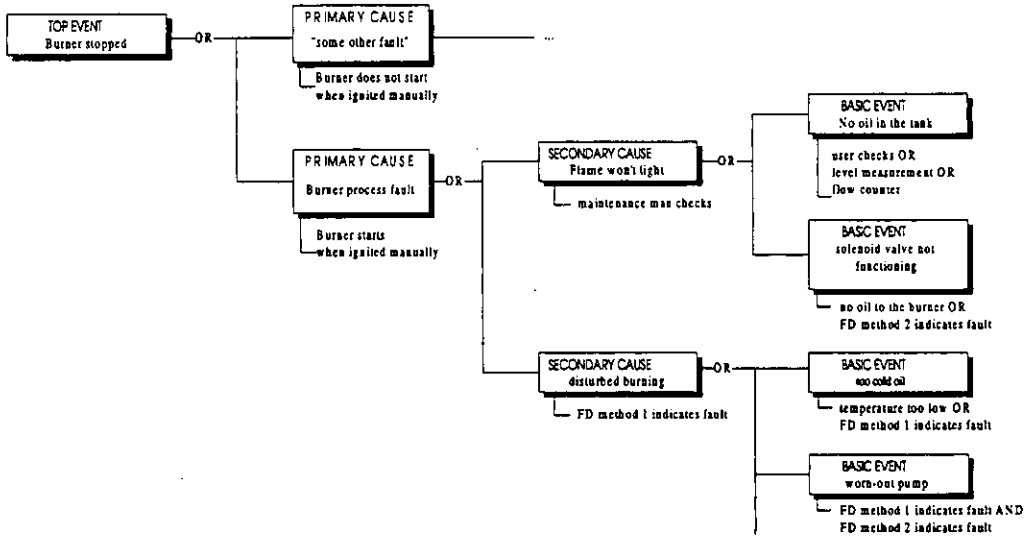 TOP EVENT
Burner stopped
OR
PRIMARY CAUSE
"some other fault"
...
Burner does not start
when ignited manually
PRIMARY CAUSE
Burner process fault
OR
Burner starts
when ignited manually
SECONDARY CAUSE
Flame won't light
OR
maintenance man checks
BASIC EVENT
No oil in the tank
user checks OR
level measurement OR
flow counter
BASIC EVENT
solenoid valve not
functioning
no oil to the burner OR
FD method 2 indicates fault
SECONDARY CAUSE
disturbed burning
OR
FD method 1 indicates fault
BASIC EVENT
too cold oil
temperature too low OR
FD method 1 indicates fault
BASIC EVENT
worn-out pump
FD method 1 indicates fault AND
FD method 2 indicates fault